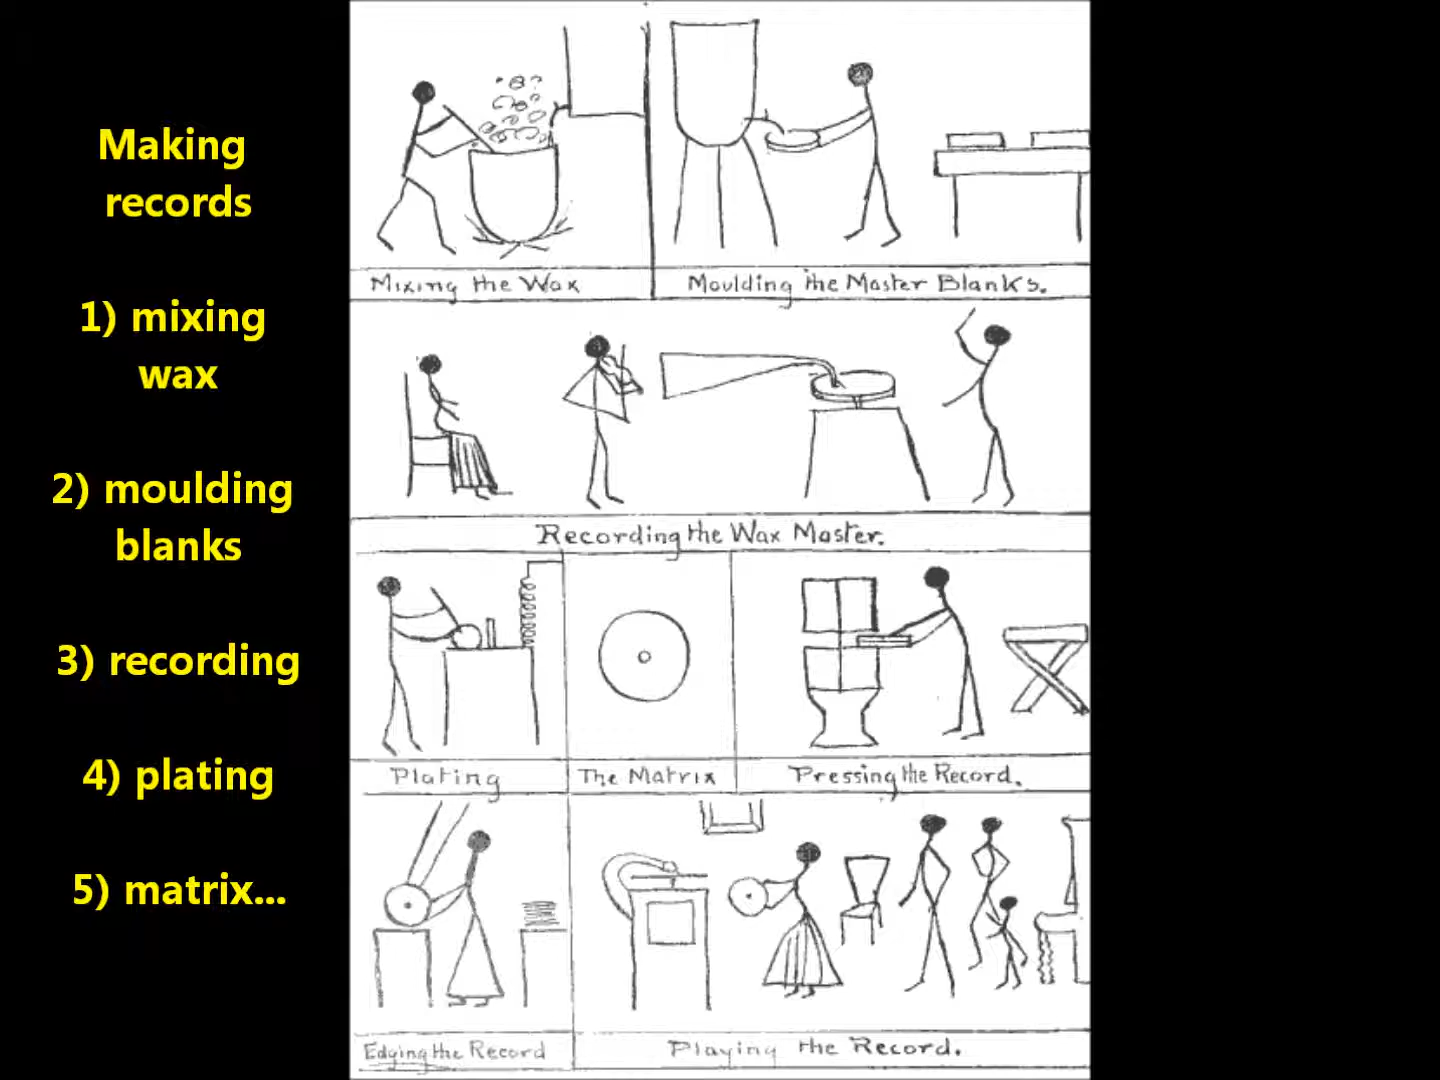 Making
records
1) mixing
wax
2) moulding
blanks
3) recording
4) plating
5) matrix...
Mixing the Wax
Moulding the Master Blanks.
Recording the Wax Master.
Plating
The Matrix
Pressing the Record.
Edging the Record
Playing the Record.